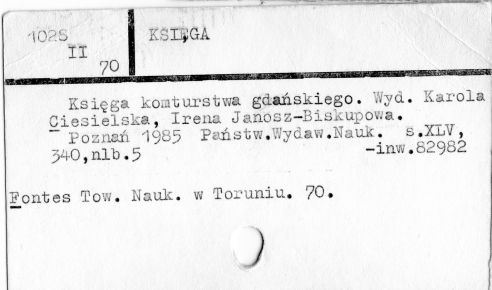 1028 KSIĘGA
II
70
Księga komturstwa gdańskiego. Wyd. Karola
Ciesielska, Irena Janosz-Biskupowa.
Poznań 1985 Państw.Wydaw.Nauk. s.XLV,
340,nlb.5 -inw.82982
Fontes Tow. Nauk. w Toruniu. 70.